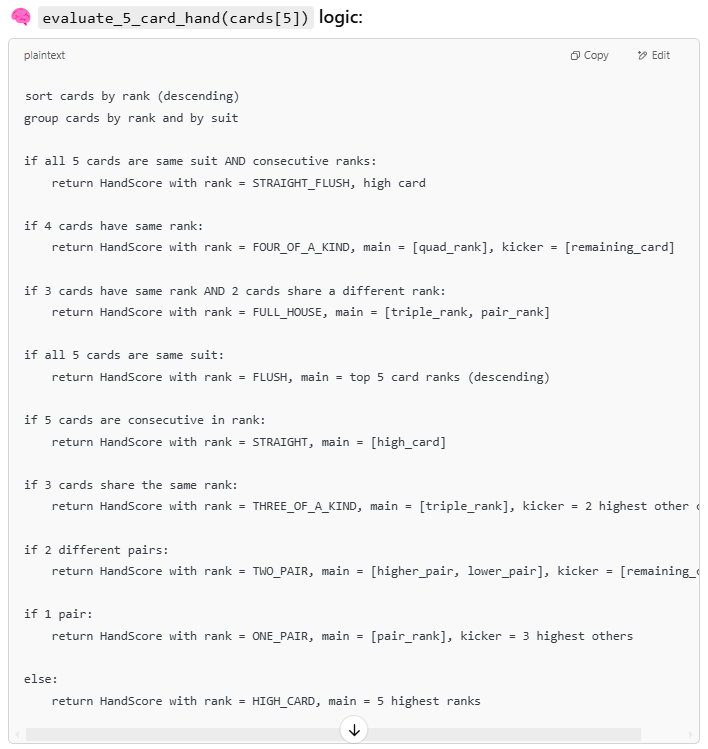 evaluate_5_card_hand(cards[5]) logic:
plaintext
Copy
Edit
sort cards by rank (descending)
group cards by rank and by suit
if all 5 cards are same suit AND consecutive ranks:
return HandScore with rank = STRAIGHT_FLUSH, high card
if 4 cards have same rank:
return HandScore with rank = FOUR_OF_A_KIND, main = [quad_rank], kicker = [remaining_card]
if 3 cards have same rank AND 2 cards share a different rank:
return HandScore with rank = FULL_HOUSE, main = [triple_rank, pair_rank]
if all 5 cards are same suit:
return HandScore with rank = FLUSH, main = top 5 card ranks (descending)
if 5 cards are consecutive in rank:
return HandScore with rank = STRAIGHT, main = [high_card]
if 3 cards share the same rank:
return HandScore with rank = THREE_OF_A_KIND, main = [triple_rank], kicker = 2 highest other
if 2 different pairs:
return HandScore with rank = TWO_PAIR, main = [higher_pair, lower_pair], kicker = [remaining_
if 1 pair:
return HandScore with rank = ONE_PAIR, main = [pair_rank], kicker = 3 highest others
else:
return HandScore with rank = HIGH_CARD, main = 5 highest ranks